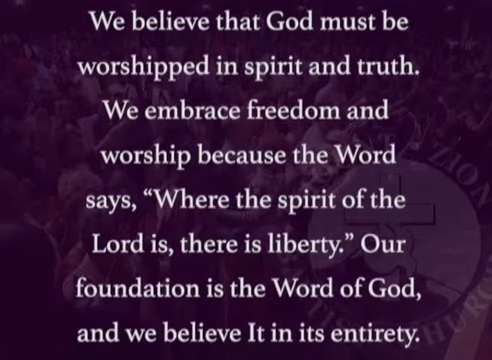 We believe that God must be
worshipped in spirit and truth.
We embrace freedom and
worship because the Word
says, “Where the spirit of the
Lord is, there is liberty.” Our
foundation is the Word of God,
and we believe It in its entirety.
ZION
CHURCH